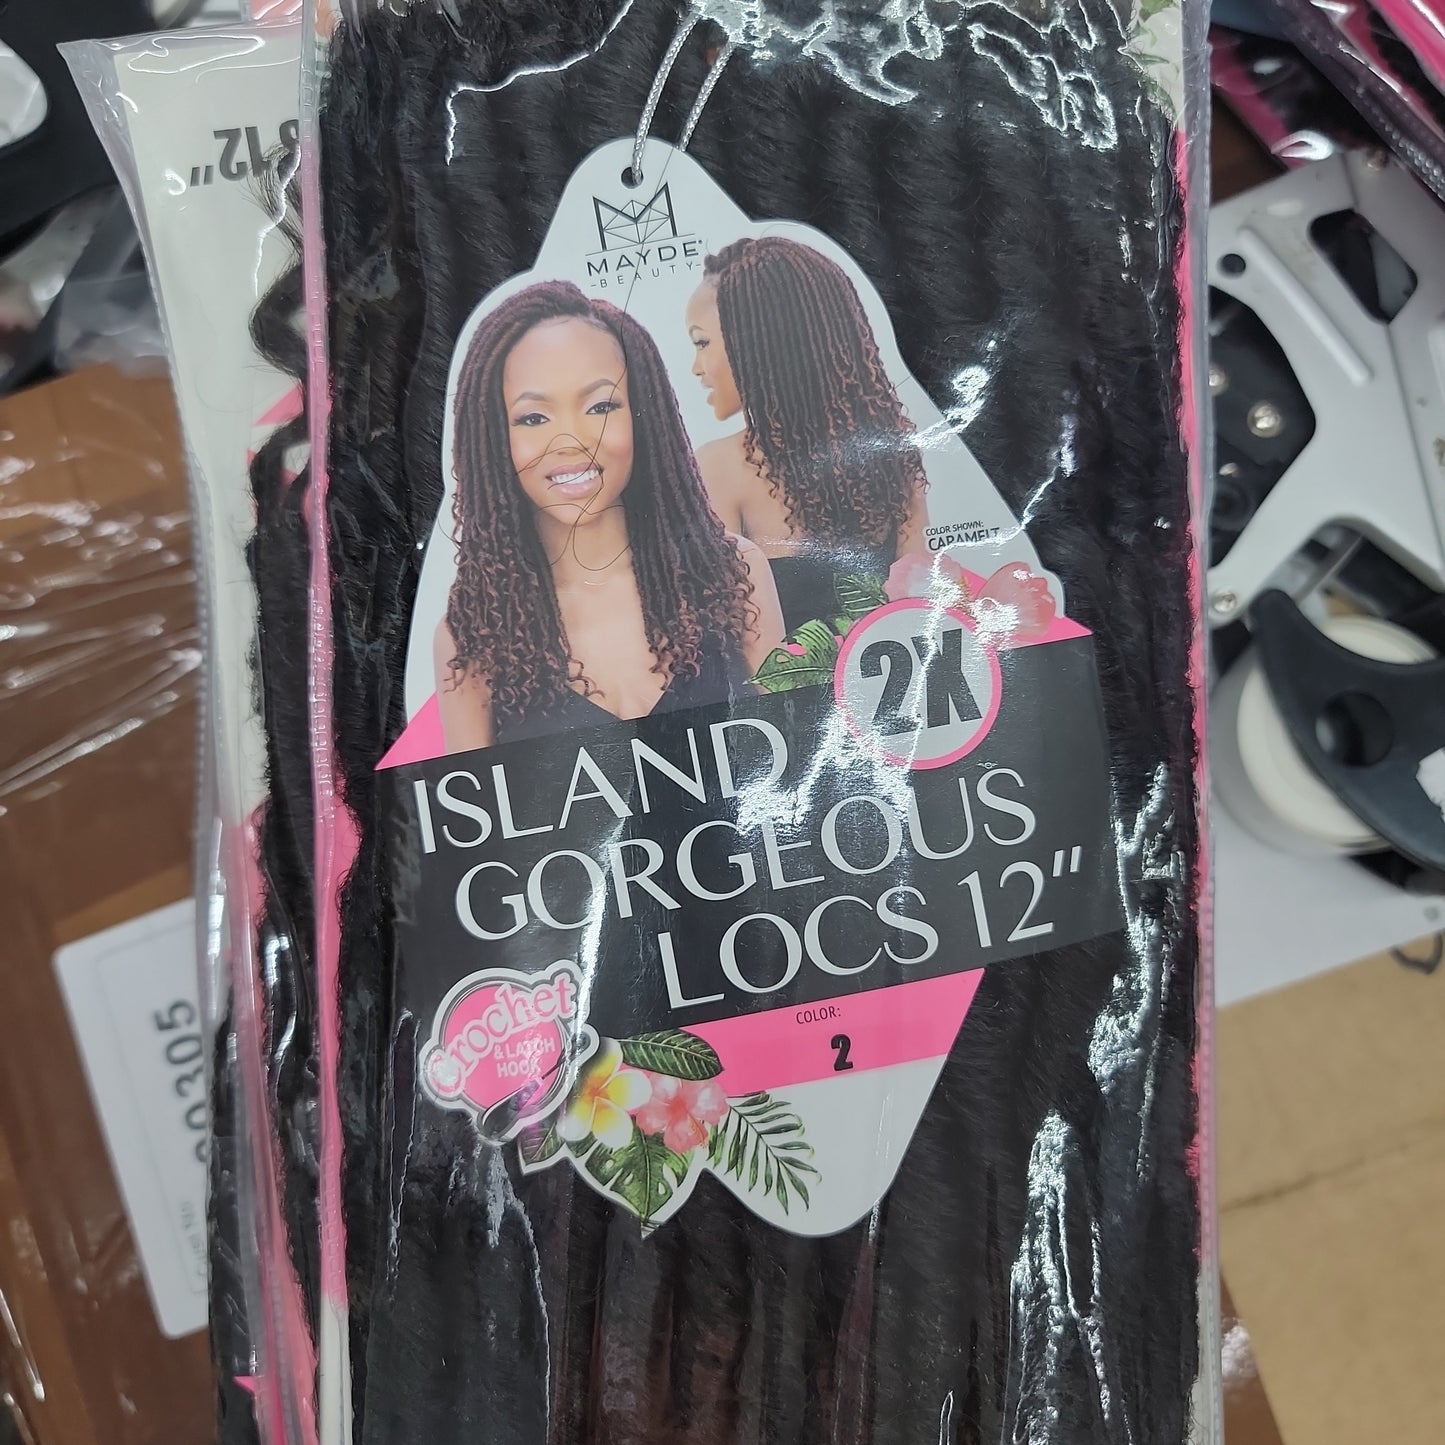 12"
MAYDE
-BEAUTY-
COLOR SHOWN:
CARAMELT
2X
ISLAND
GORGEOUS
LOCS 12"
Crochet
& LATCH
HOOK
COLOR:
2